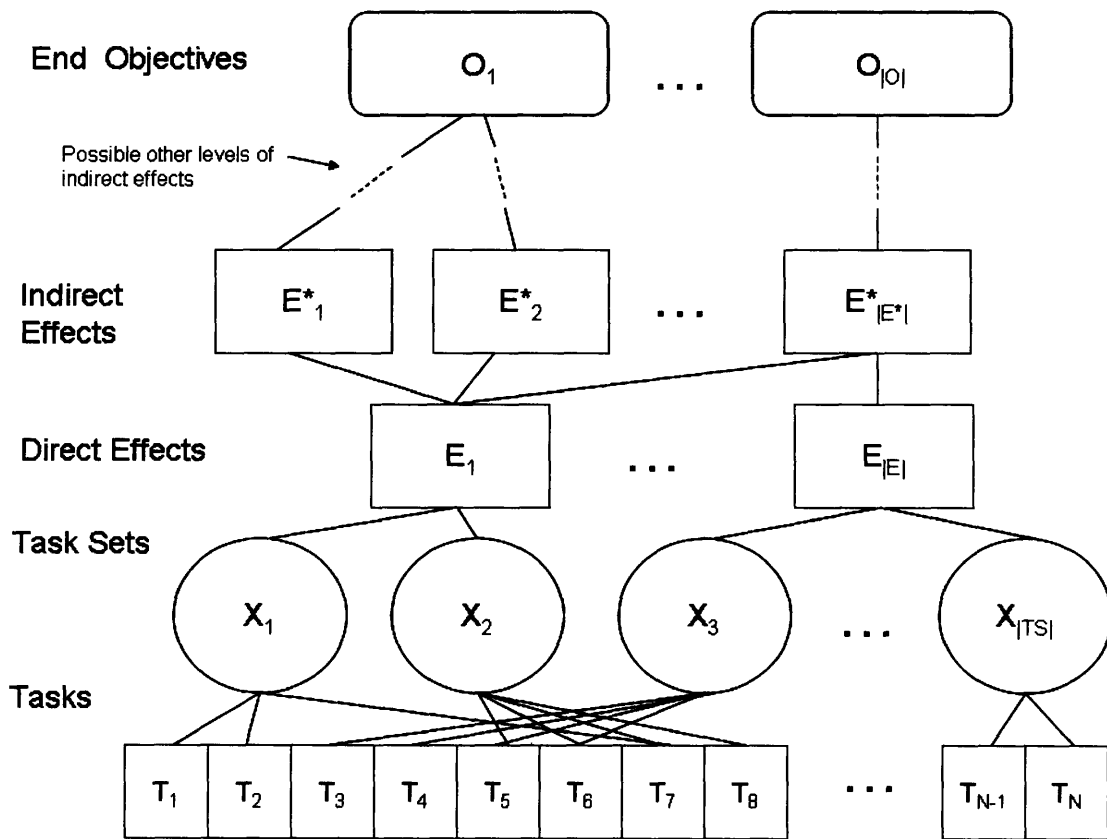 End Objectives
O1 ... O|O|
Possible other levels of
indirect effects
Indirect
Effects
E*1 E*2 ... E*|E*|
Direct Effects
E1 ... E|E|
Task Sets
X1 X2 X3 ... X|TS|
Tasks
T1 T2 T3 T4 T5 T6 T7 T8 ... TN-1 TN